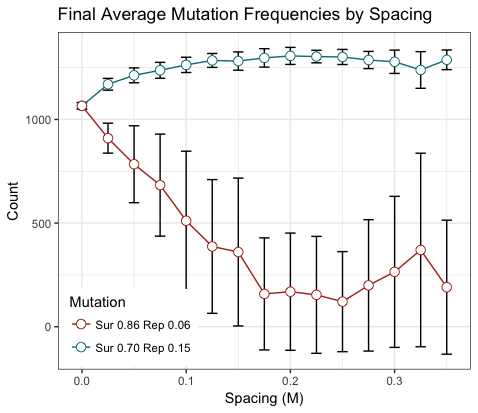 Final Average Mutation Frequencies by Spacing
Count
1000
500
0
Mutation
Sur 0.86 Rep 0.06
Sur 0.70 Rep 0.15
0.0 0.1 0.2 0.3
Spacing (M)